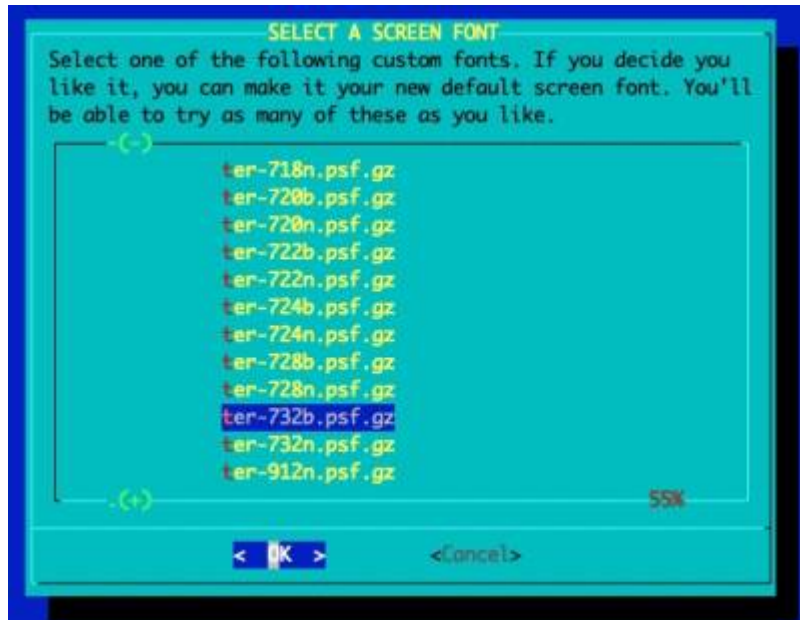 SELECT A SCREEN FONT
Select one of the following custom fonts. If you decide you
like it, you can make it your new default screen font. You'll
be able to try as many of these as you like.
-(-)
ter-718n.psf.gz
ter-720b.psf.gz
ter-720n.psf.gz
ter-722b.psf.gz
ter-722n.psf.gz
ter-724b.psf.gz
ter-724n.psf.gz
ter-728b.psf.gz
ter-728n.psf.gz
ter-732b.psf.gz
ter-732n.psf.gz
ter-912n.psf.gz
.(+) 55%
< OK > <Cancel>